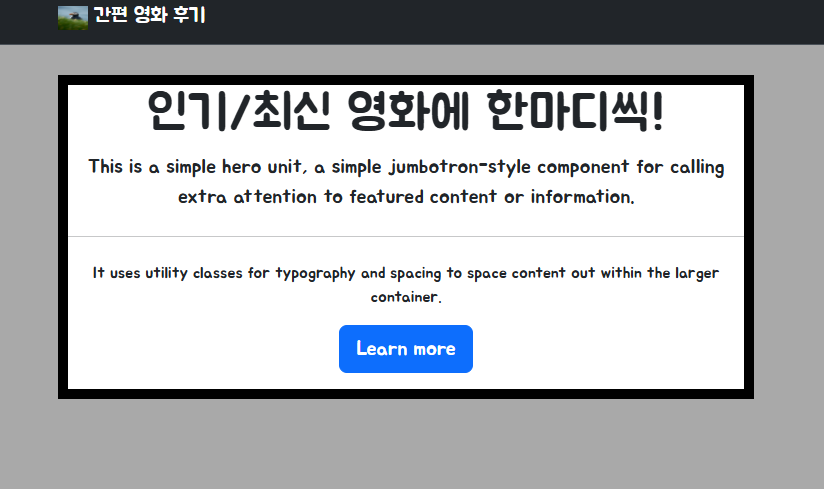 간편 영화 후기
인기/최신 영화에 한마디씩!
This is a simple hero unit, a simple jumbotron-style component for calling
extra attention to featured content or information.
It uses utility classes for typography and spacing to space content out within the larger
container.
Learn more